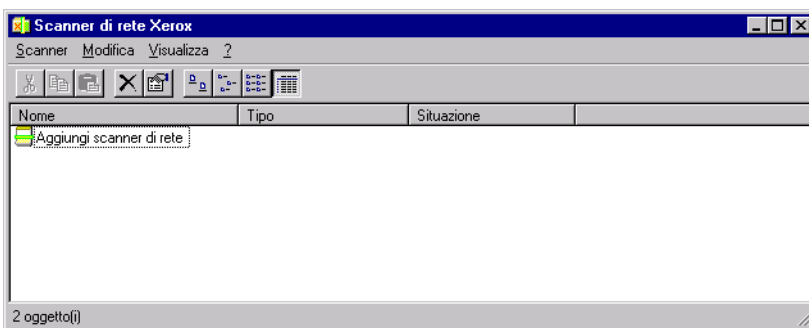 Scanner di rete Xerox
Scanner Modifica Visualizza ?
Nome Tipo Situazione
Aggiungi scanner di rete
2 oggetto(i)